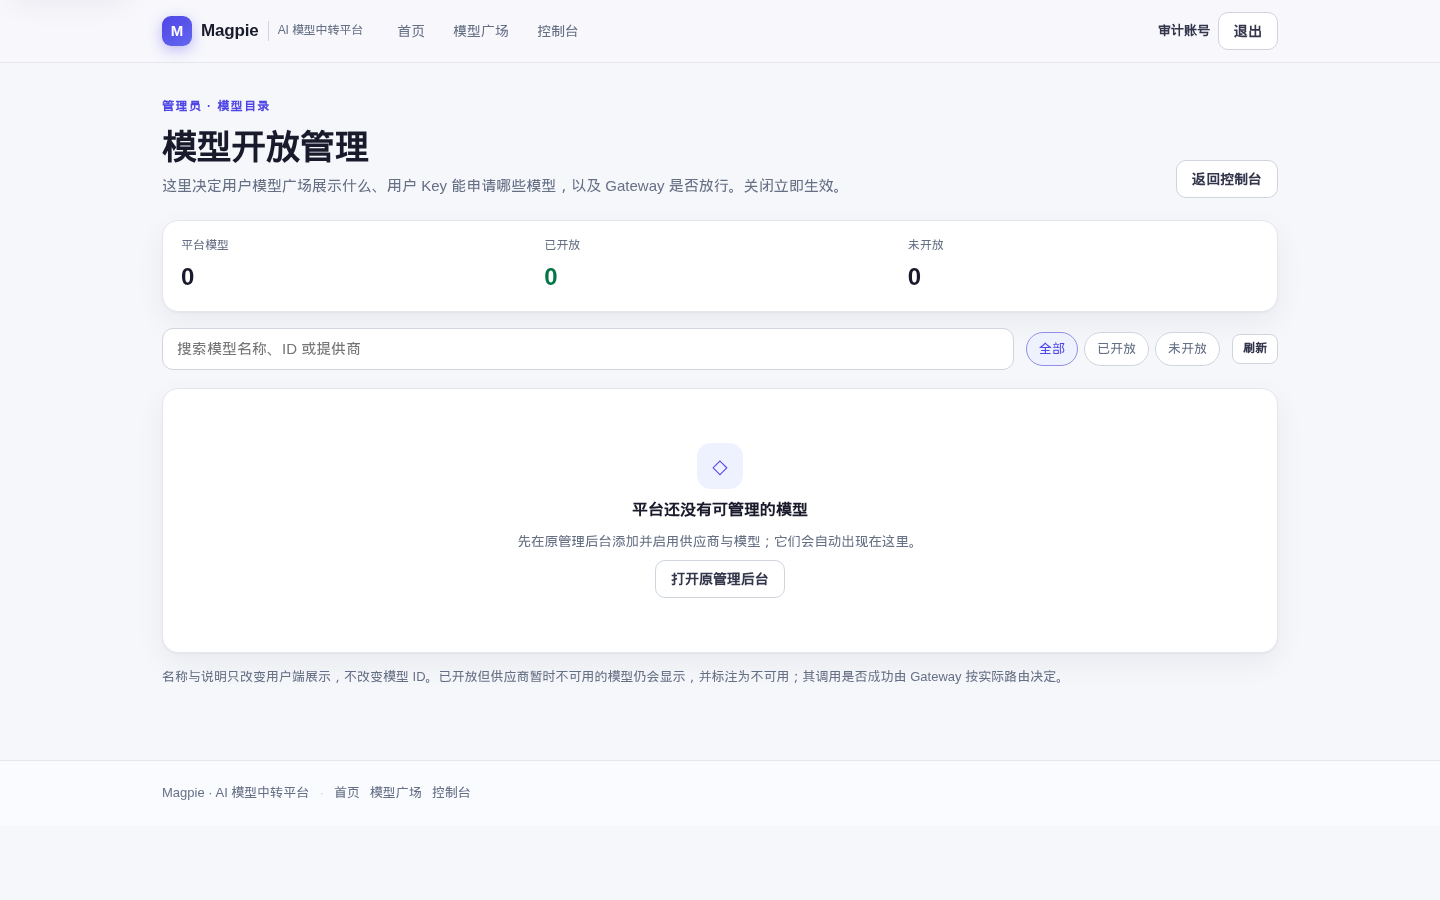 M Magpie AI 模型中转平台 首页 模型广场 控制台 审计账号 退出
管理员 · 模型目录
模型开放管理
这里决定用户模型广场展示什么、用户 Key 能申请哪些模型，以及 Gateway 是否放行。关闭立即生效。
返回控制台
平台模型 已开放 未开放
0 0 0
搜索模型名称、ID 或提供商 全部 已开放 未开放 刷新
平台还没有可管理的模型
先在原管理后台添加并启用供应商与模型；它们会自动出现在这里。
打开原管理后台
名称与说明只改变用户端展示，不改变模型 ID。已开放但供应商暂时不可用的模型仍会显示，并标注为不可用；其调用是否成功由 Gateway 按实际路由决定。
Magpie · AI 模型中转平台 · 首页 模型广场 控制台